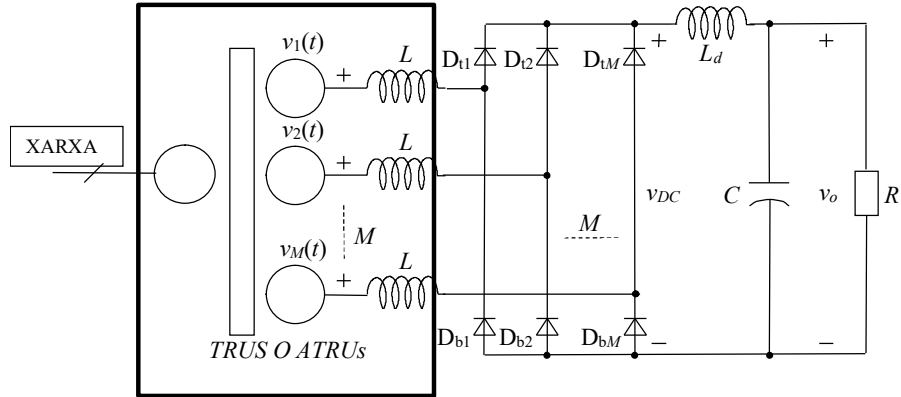 v1(t)
L
Dt1
Dt2
DtM
+
Ld
+
+
v2(t)
L
XARXA
+
M
vM(t)
L
+
M
vDC
C
vo
R
Db1
Db2
DbM
−
−
TRUS O ATRUs